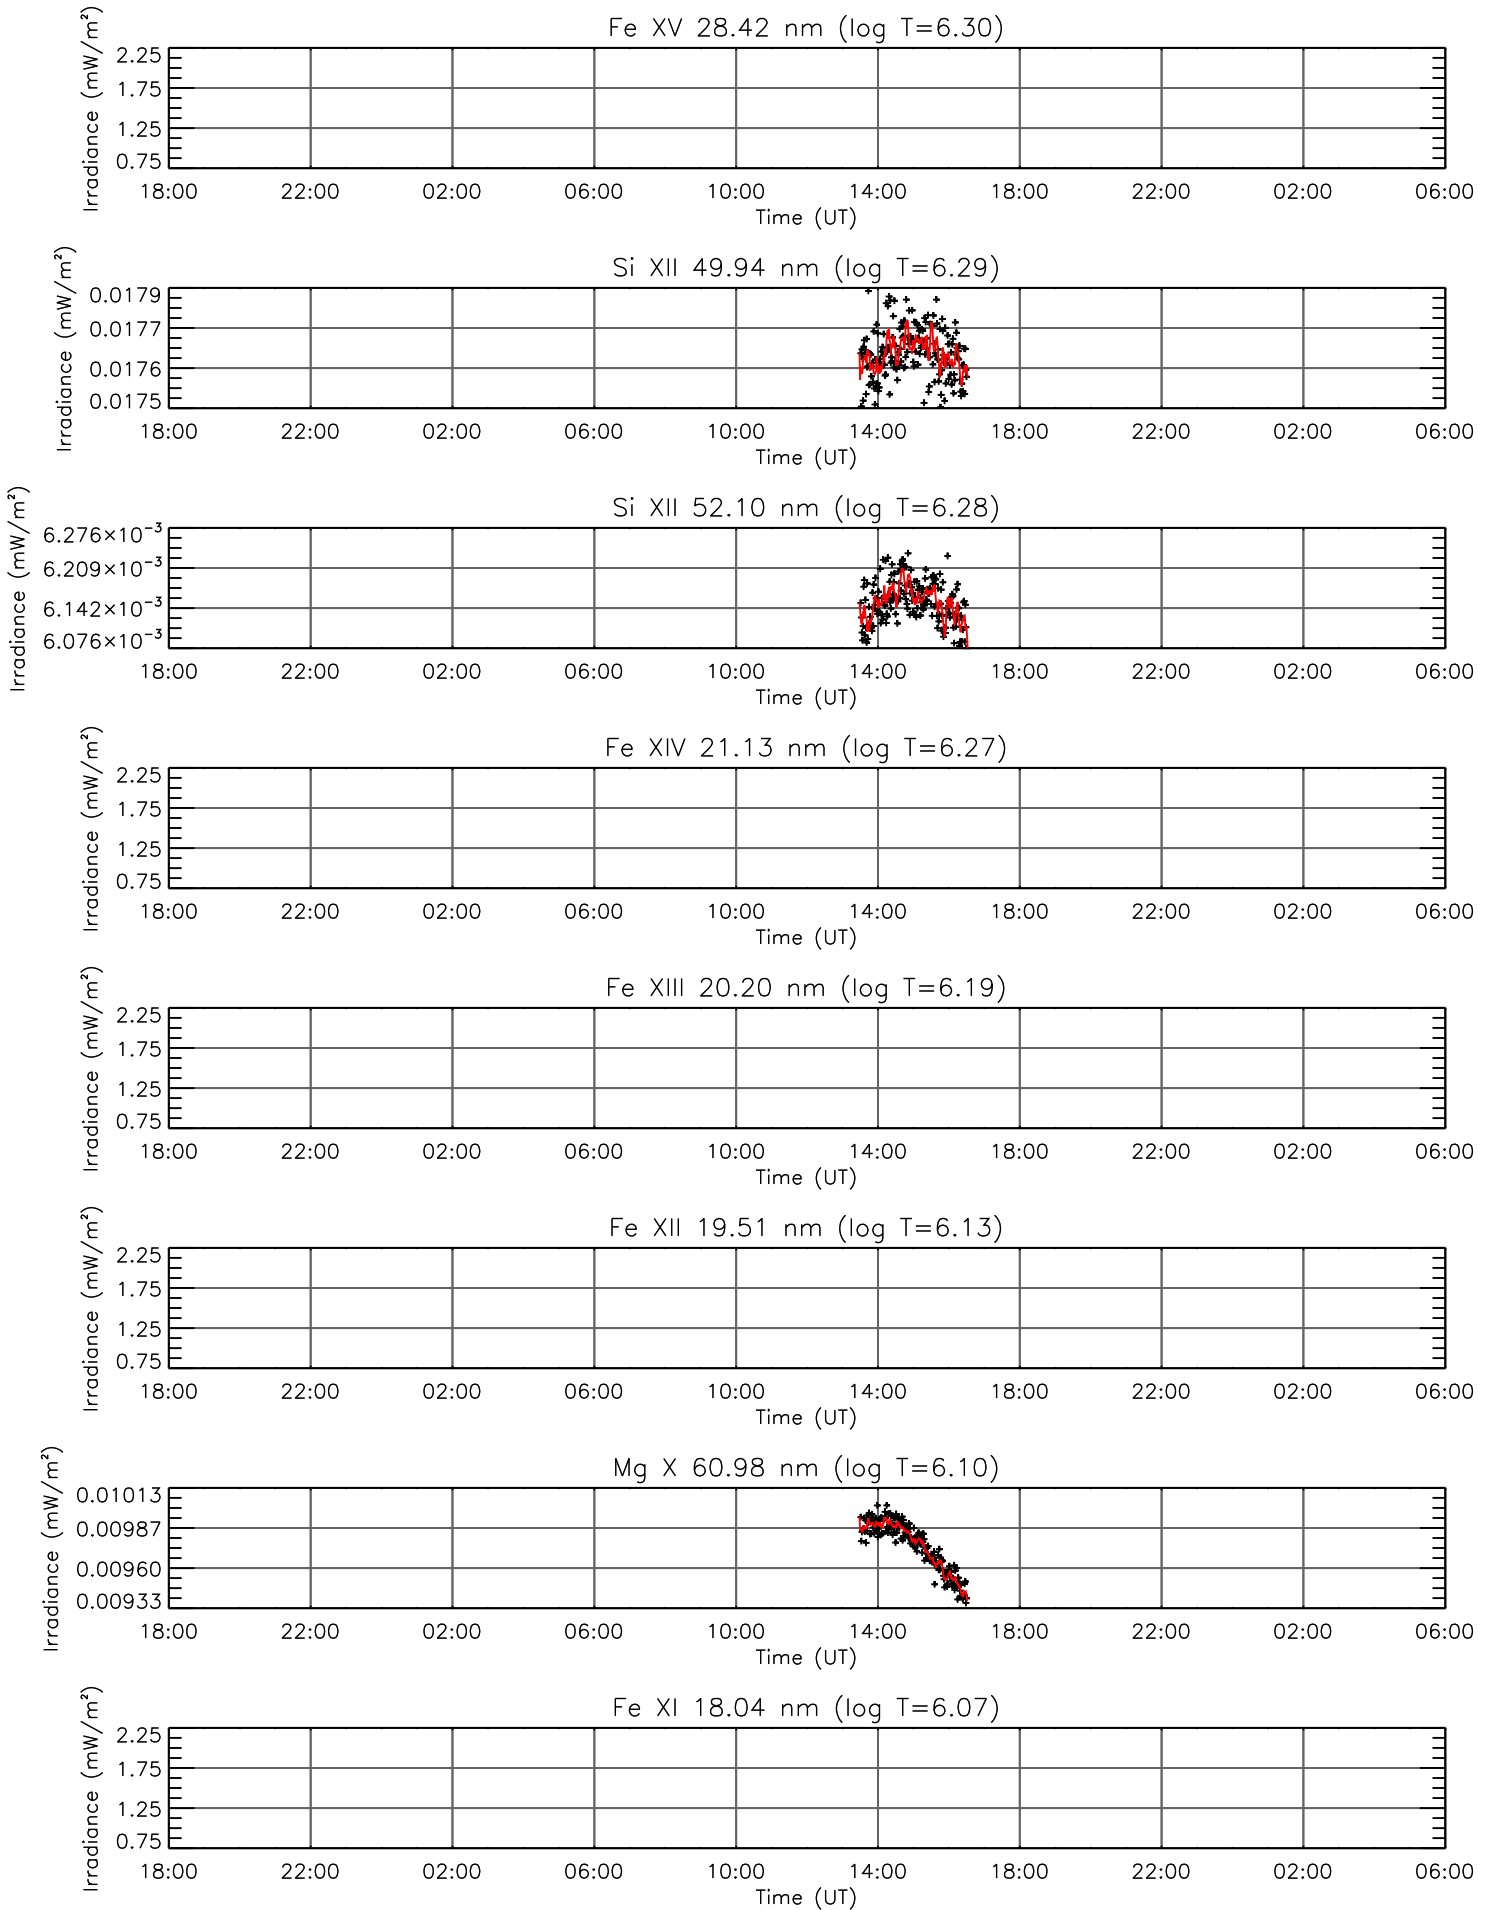 Fe XV 28.42 nm (log T=6.30)
Irradiance (mW/m²)
2.25
1.75
1.25
0.75
18:00 22:00 02:00 06:00 10:00 14:00 18:00 22:00 02:00 06:00
Time (UT)
Si XII 49.94 nm (log T=6.29)
Irradiance (mW/m²)
0.0179
0.0177
0.0176
0.0175
18:00 22:00 02:00 06:00 10:00 14:00 18:00 22:00 02:00 06:00
Time (UT)
Si XII 52.10 nm (log T=6.28)
Irradiance (mW/m²)
6.276×10⁻³
6.209×10⁻³
6.142×10⁻³
6.076×10⁻³
18:00 22:00 02:00 06:00 10:00 14:00 18:00 22:00 02:00 06:00
Time (UT)
Fe XIV 21.13 nm (log T=6.27)
Irradiance (mW/m²)
2.25
1.75
1.25
0.75
18:00 22:00 02:00 06:00 10:00 14:00 18:00 22:00 02:00 06:00
Time (UT)
Fe XIII 20.20 nm (log T=6.19)
Irradiance (mW/m²)
2.25
1.75
1.25
0.75
18:00 22:00 02:00 06:00 10:00 14:00 18:00 22:00 02:00 06:00
Time (UT)
Fe XII 19.51 nm (log T=6.13)
Irradiance (mW/m²)
2.25
1.75
1.25
0.75
18:00 22:00 02:00 06:00 10:00 14:00 18:00 22:00 02:00 06:00
Time (UT)
Mg X 60.98 nm (log T=6.10)
Irradiance (mW/m²)
0.01013
0.00987
0.00960
0.00933
18:00 22:00 02:00 06:00 10:00 14:00 18:00 22:00 02:00 06:00
Time (UT)
Fe XI 18.04 nm (log T=6.07)
Irradiance (mW/m²)
2.25
1.75
1.25
0.75
18:00 22:00 02:00 06:00 10:00 14:00 18:00 22:00 02:00 06:00
Time (UT)